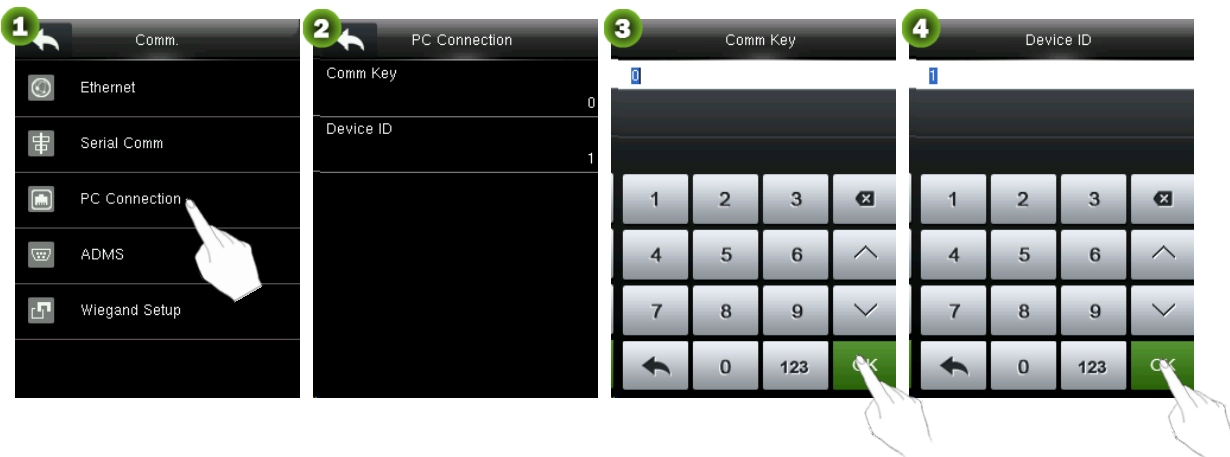 1
Comm.
Ethernet
Serial Comm
PC Connection
ADMS
Wiegand Setup
2
PC Connection
Comm Key
0
Device ID
1
3
Comm Key
0
1 2 3
4 5 6
7 8 9
0 123 OK
4
Device ID
1
1 2 3
4 5 6
7 8 9
0 123 OK